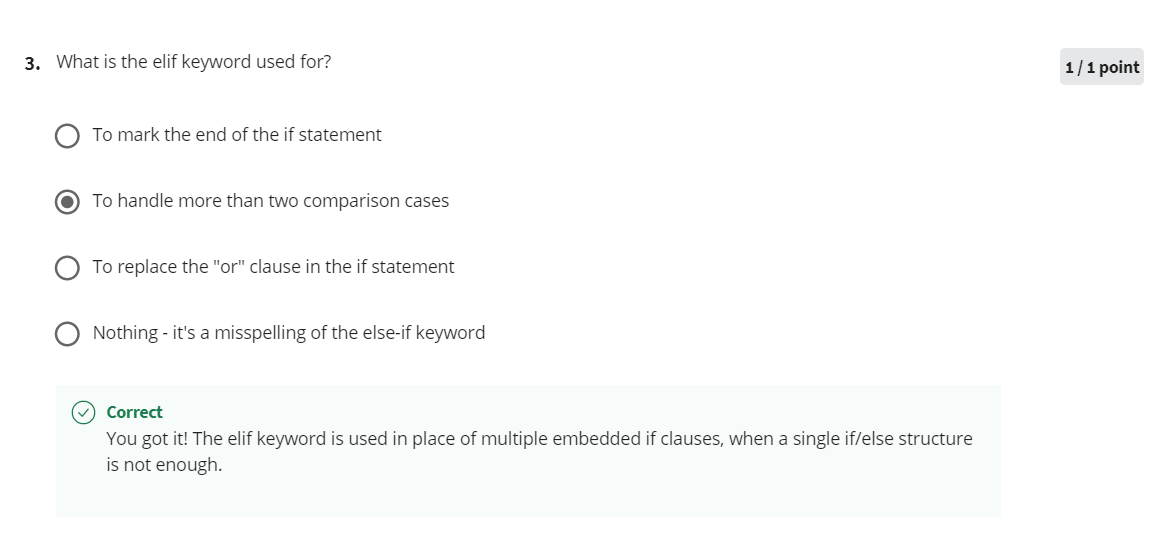 3. What is the elif keyword used for?
1 / 1 point
To mark the end of the if statement
To handle more than two comparison cases
To replace the "or" clause in the if statement
Nothing - it's a misspelling of the else-if keyword
Correct
You got it! The elif keyword is used in place of multiple embedded if clauses, when a single if/else structure
is not enough.